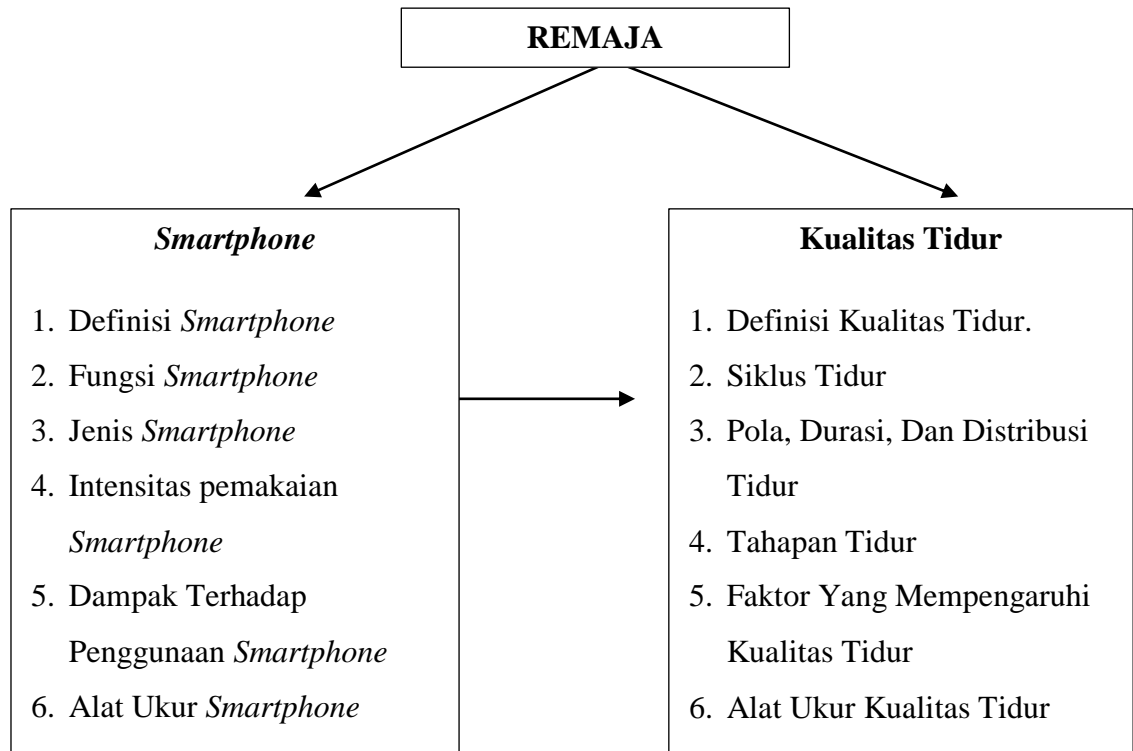 REMAJA
Smartphone
1. Definisi Smartphone
2. Fungsi Smartphone
3. Jenis Smartphone
4. Intensitas pemakaian
Smartphone
5. Dampak Terhadap
Penggunaan Smartphone
6. Alat Ukur Smartphone
Kualitas Tidur
1. Definisi Kualitas Tidur.
2. Siklus Tidur
3. Pola, Durasi, Dan Distribusi
Tidur
4. Tahapan Tidur
5. Faktor Yang Mempengaruhi
Kualitas Tidur
6. Alat Ukur Kualitas Tidur